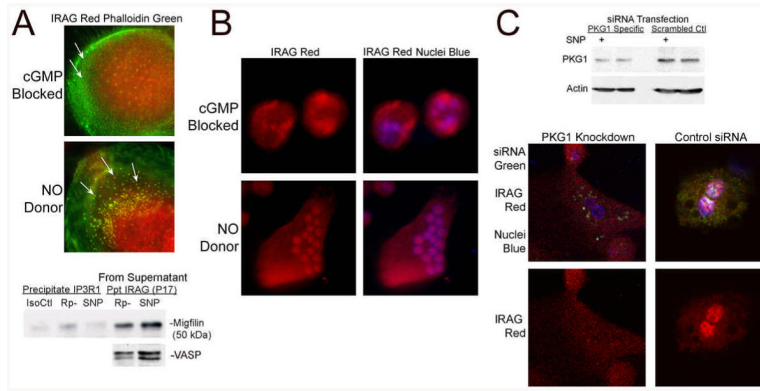 A
IRAG Red Phalloidin Green
cGMP
Blocked
NO
Donor
From Supernatant
Precipitate IP3R1 Ppt IRAG (P17)
IsoCtl Rp- SNP Rp- SNP
-Migfilin
(50 kDa)
-VASP
B
IRAG Red IRAG Red Nuclei Blue
cGMP
Blocked
NO
Donor
C
siRNA Transfection
PKG1 Specific Scrambled Ctl
SNP + +
PKG1
Actin
PKG1 Knockdown Control siRNA
siRNA
Green
IRAG
Red
Nuclei
Blue
IRAG
Red